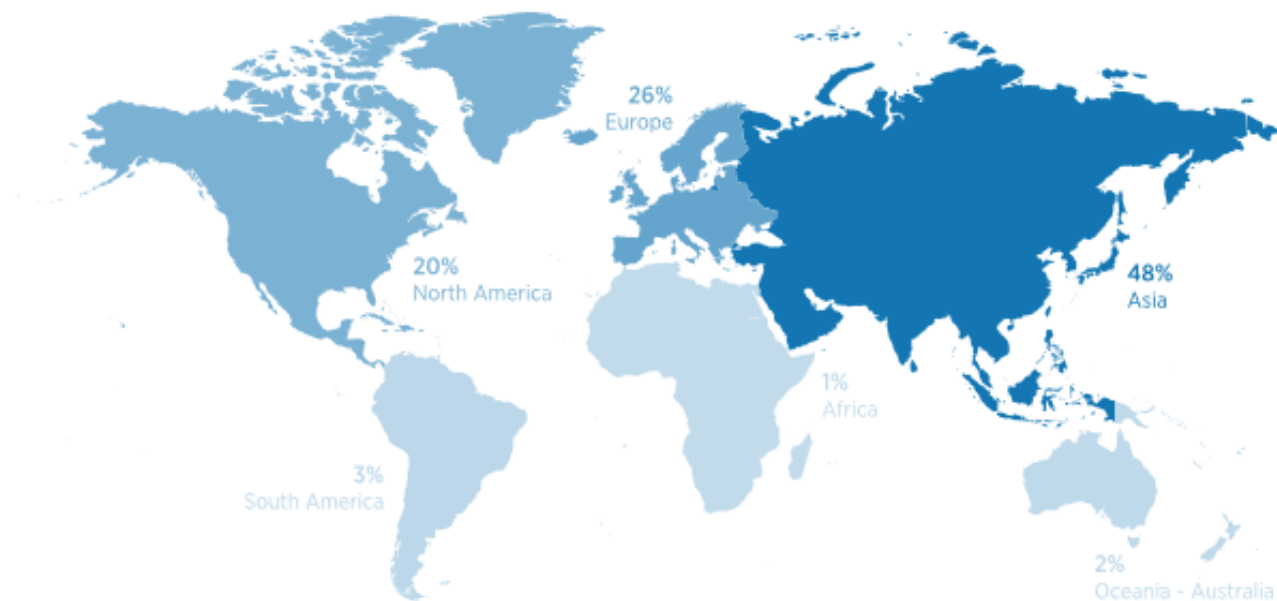 26%
Europe
20%
North America
48%
Asia
1%
Africa
3%
South America
2%
Oceania - Australia